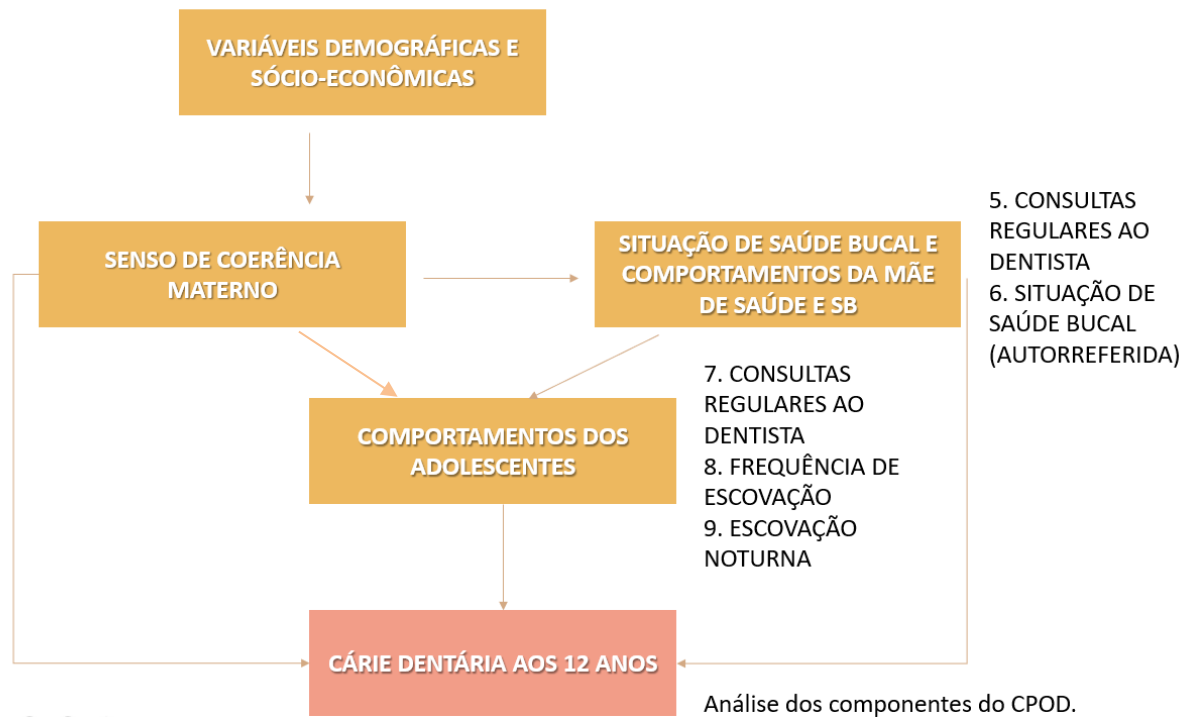 VARIÁVEIS DEMOGRÁFICAS E
SÓCIO-ECONÔMICAS
SENSO DE COERÊNCIA
MATERNO
SITUAÇÃO DE SAÚDE BUCAL E
COMPORTAMENTOS DA MÃE
DE SAÚDE E SB
5. CONSULTAS
REGULARES AO
DENTISTA
6. SITUAÇÃO DE
SAÚDE BUCAL
(AUTORREFERIDA)
COMPORTAMENTOS DOS
ADOLESCENTES
7. CONSULTAS
REGULARES AO
DENTISTA
8. FREQUÊNCIA DE
ESCOVAÇÃO
9. ESCOVAÇÃO
NOTURNA
CÁRIE DENTÁRIA AOS 12 ANOS
Análise dos componentes do CPOD.